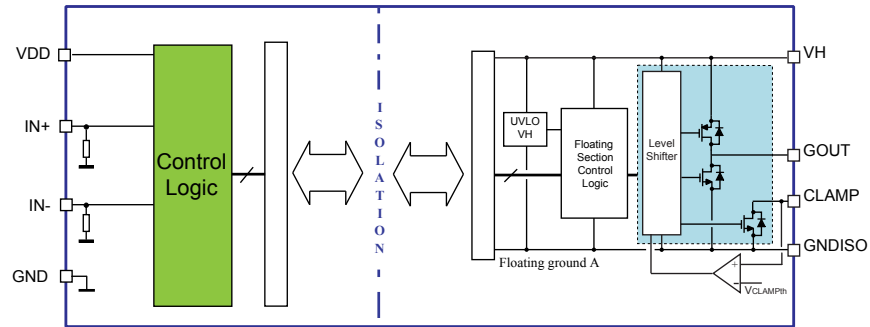 VDD
IN+
IN-
GND
Control
Logic
ISOLATION
UVLO
VH
Floating
Section
Control
Logic
Level
Shifter
Floating ground A
+
-
VCLAMPth
VH
GOUT
CLAMP
GNDISO